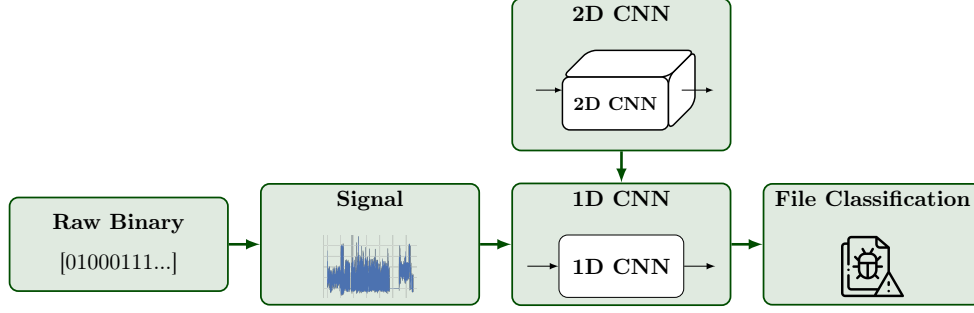 2D CNN
2D CNN
Raw Binary
[01000111...]
Signal
1D CNN
1D CNN
File Classification